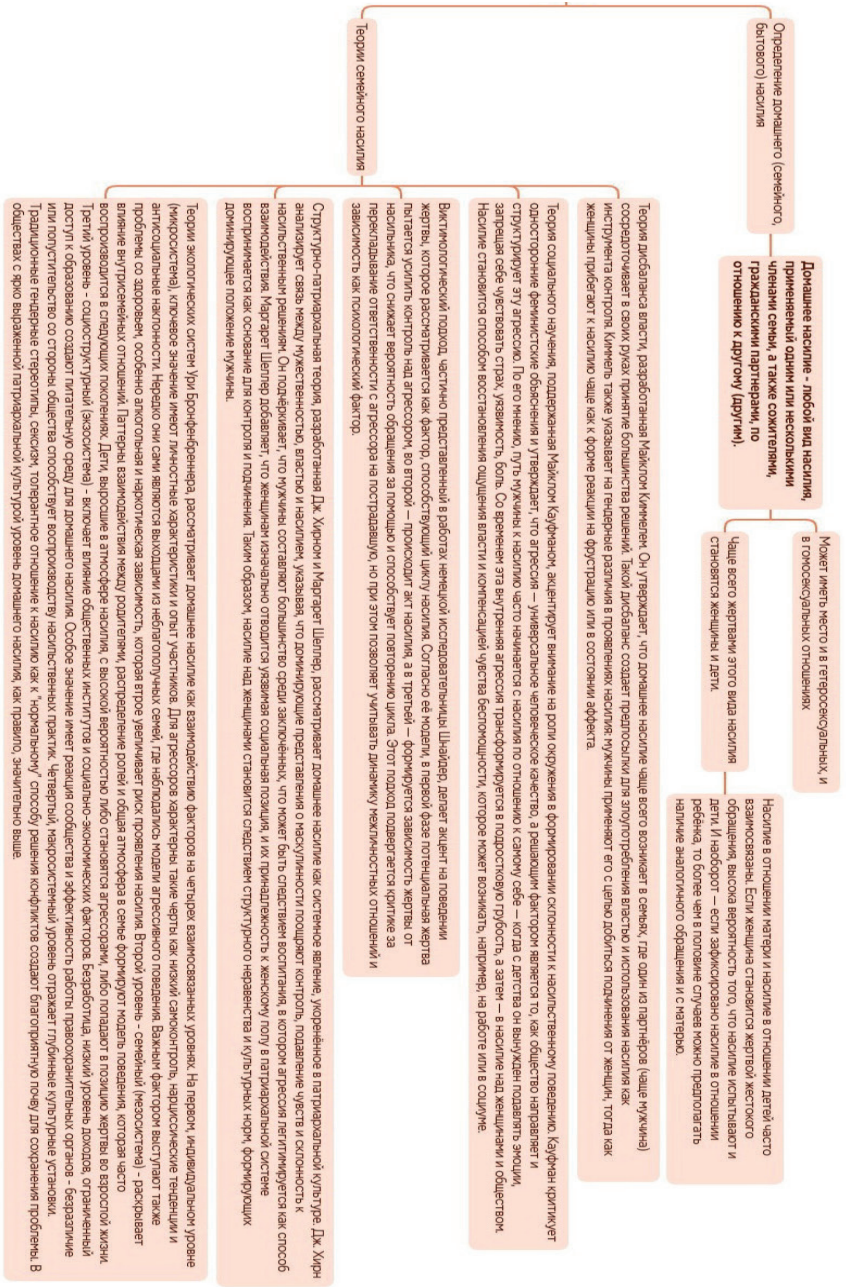 Определение домашнего (семейного,
бытового) насилия
Домашнее насилие - любой вид насилия,
применяемый одним или несколькими
членами семьи, а также сожителями,
гражданскими партнерами, по
отношению к другому (другим).
Может иметь место и в гетеросексуальных, и
в гомосексуальных отношениях
Чаще всего жертвами этого вида насилия
становятся женщины и дети.
Насилие в отношении матери и насилие в отношении детей часто
взаимосвязаны. Если женщина становится жертвой жестокого
обращения, высока вероятность того, что насилие испытывают и
дети. И наоборот — если зафиксировано насилие в отношении
ребёнка, то более чем в половине случаев можно предполагать
наличие аналогичного обращения и с матерью.
Теории семейного насилия
Теория дисбаланса власти, разработанная Майклом Киммелем. Он утверждает, что домашнее насилие чаще всего возникает в семьях, где один из партнёров (чаще мужчина)
сосредоточивает в своих руках принятие большинства решений. Такой дисбаланс создает предпосылки для злоупотребления властью и использования насилия как
инструмента контроля. Киммель также указывает на гендерные различия в проявлениях насилия: мужчины применяют его с целью добиться подчинения от женщин, тогда как
женщины прибегают к насилию чаще как к форме реакции на фрустрацию или в состоянии аффекта.
Теория социального научения, поддержанная Майклом Кауфманом, акцентирует внимание на роли окружения в формировании склонности к насильственному поведению. Кауфман критикует
односторонние феминистские объяснения и утверждает, что агрессия — универсальное человеческое качество, а решающим фактором является то, как общество направляет и
структурирует эту агрессию. По его мнению, путь мужчины к насилию часто начинается с насилия по отношению к самому себе — когда с детства он вынужден подавлять эмоции,
запрещая себе чувствовать страх, уязвимость, боль. Со временем эта внутренняя агрессия трансформируется в подростковую грубость, а затем — в насилие над женщинами и обществом.
Насилие становится способом восстановления ощущения власти и компенсацией чувства беспомощности, которое может возникать, например, на работе или в социуме.
Виктимологический подход, частично представленный в работах немецкой исследовательницы Шнайдер, делает акцент на поведении
жертвы, которое рассматривается как фактор, способствующий циклу насилия. Согласно её модели, в первой фазе потенциальная жертва
пытается усилить контроль над агрессором, во второй — происходит акт насилия, а в третьей — формируется зависимость жертвы от
насильника, что снижает вероятность обращения за помощью и способствует повторению цикла. Этот подход подвергается критике за
перекладывание ответственности с агрессора на пострадавшую, но при этом позволяет учитывать динамику межличностных отношений и
зависимость как психологический фактор.
Структурно-патриархальная теория, разработанная Дж. Хирном и Маргарет Шеллер, рассматривает домашнее насилие как системное явление, укоренённое в патриархальной культуре. Дж. Хирн
анализирует связь между мужественностью, властью и насилием, указывая, что доминирующие представления о маскулинности поощряют контроль, подавление чувств и склонность к
насильственным решениям. Он подчёркивает, что мужчины составляют большинство среди заключённых, что может быть следствием воспитания, в котором агрессия легитимируется как способ
взаимодействия. Маргарет Шеллер добавляет, что женщинам изначально отводится уязвимая социальная позиция, и их принадлежность к женскому полу в патриархальной системе
воспринимается как основание для контроля и подчинения. Таким образом, насилие над женщинами становится следствием структурного неравенства и культурных норм, формирующих
доминирующее положение мужчины.
Теории экологических систем Ури Бронфенбреннера, рассматривает домашнее насилие как взаимодействию факторов на четырех взаимосвязанных уровнях. На первом, индивидуальном уровне
(микросистема), ключевое значение имеют личностные характеристики и опыт участников. Для агрессоров характерны такие черты как низкий самоконтроль, нарциссические тенденции и
антисоциальные наклонности. Нередко они сами являются выходцами из неблагополучных семей, где наблюдались модели агрессивного поведения. Важным фактором выступают также
проблемы со здоровьем, особенно алкогольная и наркотическая зависимость, которая втрое увеличивает риск проявления насилия. Второй уровень - семейный (мезосистема) - раскрывает
влияние внутрисемейных отношений. Паттерны взаимодействия между родителями, распределение ролей и общая атмосфера в семье формируют модель поведения, которая часто
воспроизводится в следующих поколениях. Дети, выросшие в атмосфере насилия, с высокой вероятностью либо становятся агрессорами, либо попадают в позицию жертвы во взрослой жизни.
Третий уровень - социоструктурный (экзосистема) - включает влияние общественных институтов и социально-экономических факторов. Безработица, низкий уровень доходов, ограниченный
доступ к образованию создают питательную среду для домашнего насилия. Особое значение имеет реакция сообщества и эффективность работы правоохранительных органов - безразличие
или попустительство со стороны общества способствует воспроизводству насильственных практик. Четвертый, макросистемный уровень отражает глубинные культурные установки.
Традиционные гендерные стереотипы, сексизм, толерантное отношение к насилию как к "нормальному" способу решения конфликтов создают благоприятную почву для сохранения проблемы. В
обществах с ярко выраженной патриархальной культурой уровень домашнего насилия, как правило, значительно выше.